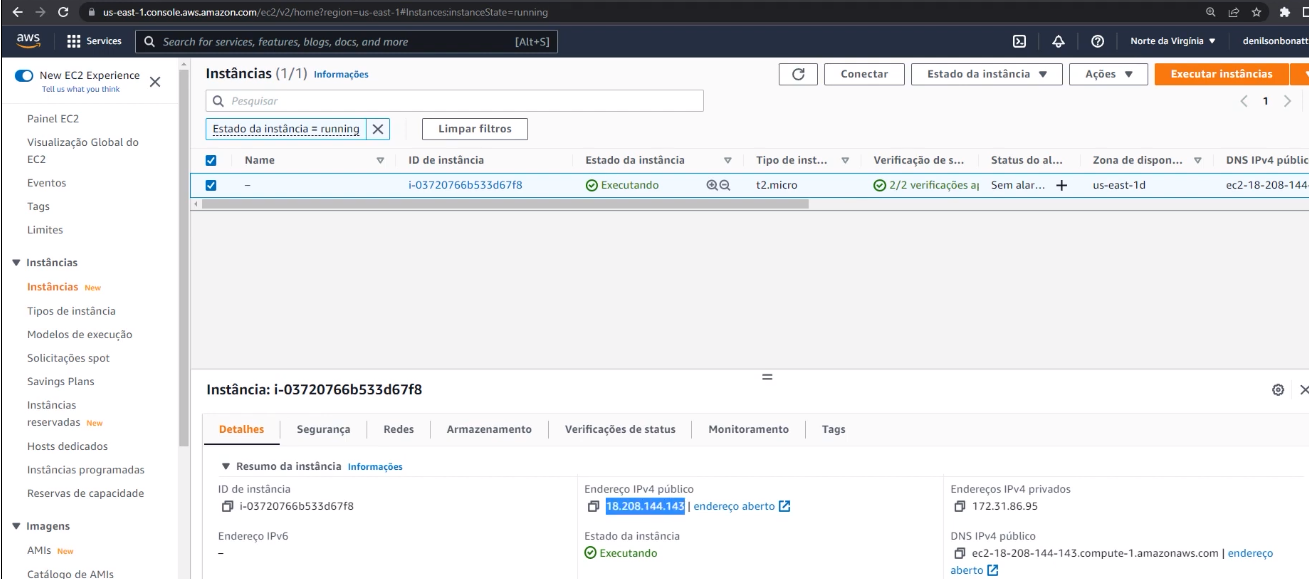 us-east-1.console.aws.amazon.com/ec2/v2/home?region=us-east-1#Instances:instanceState=running
aws Services Search for services, features, blogs, docs, and more [Alt+S] Norte da Virgínia ▼ denilsonbonatt
New EC2 Experience
Tell us what you think
Painel EC2
Visualização Global do
EC2
Eventos
Tags
Limites
Instâncias
Instâncias New
Tipos de instância
Modelos de execução
Solicitações spot
Savings Plans
Instâncias
reservadas New
Hosts dedicados
Instâncias programadas
Reservas de capacidade
Imagens
AMIs New
Catálogo de AMIs
Instâncias (1/1) Informações
Conectar Estado da instância ▼ Ações ▼ Executar instâncias
Pesquisar
1
Estado da instância = running Limpar filtros
Name ID de instância Estado da instância Tipo de inst... Verificação de s... Status do al... Zona de dispon... DNS IPv4 públic
– i-03720766b533d67f8 Executando t2.micro 2/2 verificações ap Sem alar... + us-east-1d ec2-18-208-144-
Instância: i-03720766b533d67f8
Detalhes Segurança Redes Armazenamento Verificações de status Monitoramento Tags
▼ Resumo da instância Informações
ID de instância Endereço IPv4 público Endereços IPv4 privados
i-03720766b533d67f8 18.208.144.143 | endereço aberto 172.31.86.95
Endereço IPv6 Estado da instância DNS IPv4 público
– Executando ec2-18-208-144-143.compute-1.amazonaws.com | endereço
aberto